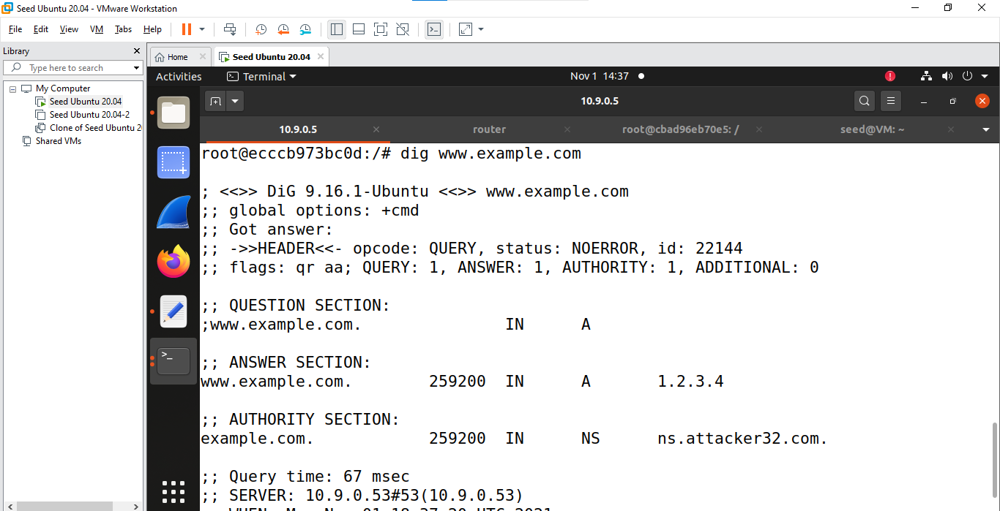 Seed Ubuntu 20.04 - VMware Workstation
File Edit View VM Tabs Help
Library
Type here to search
My Computer
Seed Ubuntu 20.04
Seed Ubuntu 20.04-2
Clone of Seed Ubuntu 2
Shared VMs
Home Seed Ubuntu 20.04
Activities Terminal Nov 1 14:37
10.9.0.5
10.9.0.5 router root@cbad96eb70e5: / seed@VM: ~
root@ecccb973bc0d:/# dig www.example.com
; <<>> DiG 9.16.1-Ubuntu <<>> www.example.com
;; global options: +cmd
;; Got answer:
;; ->>HEADER<<- opcode: QUERY, status: NOERROR, id: 22144
;; flags: qr aa; QUERY: 1, ANSWER: 1, AUTHORITY: 1, ADDITIONAL: 0
;; QUESTION SECTION:
;www.example.com. IN A
;; ANSWER SECTION:
www.example.com. 259200 IN A 1.2.3.4
;; AUTHORITY SECTION:
example.com. 259200 IN NS ns.attacker32.com.
;; Query time: 67 msec
;; SERVER: 10.9.0.53#53(10.9.0.53)